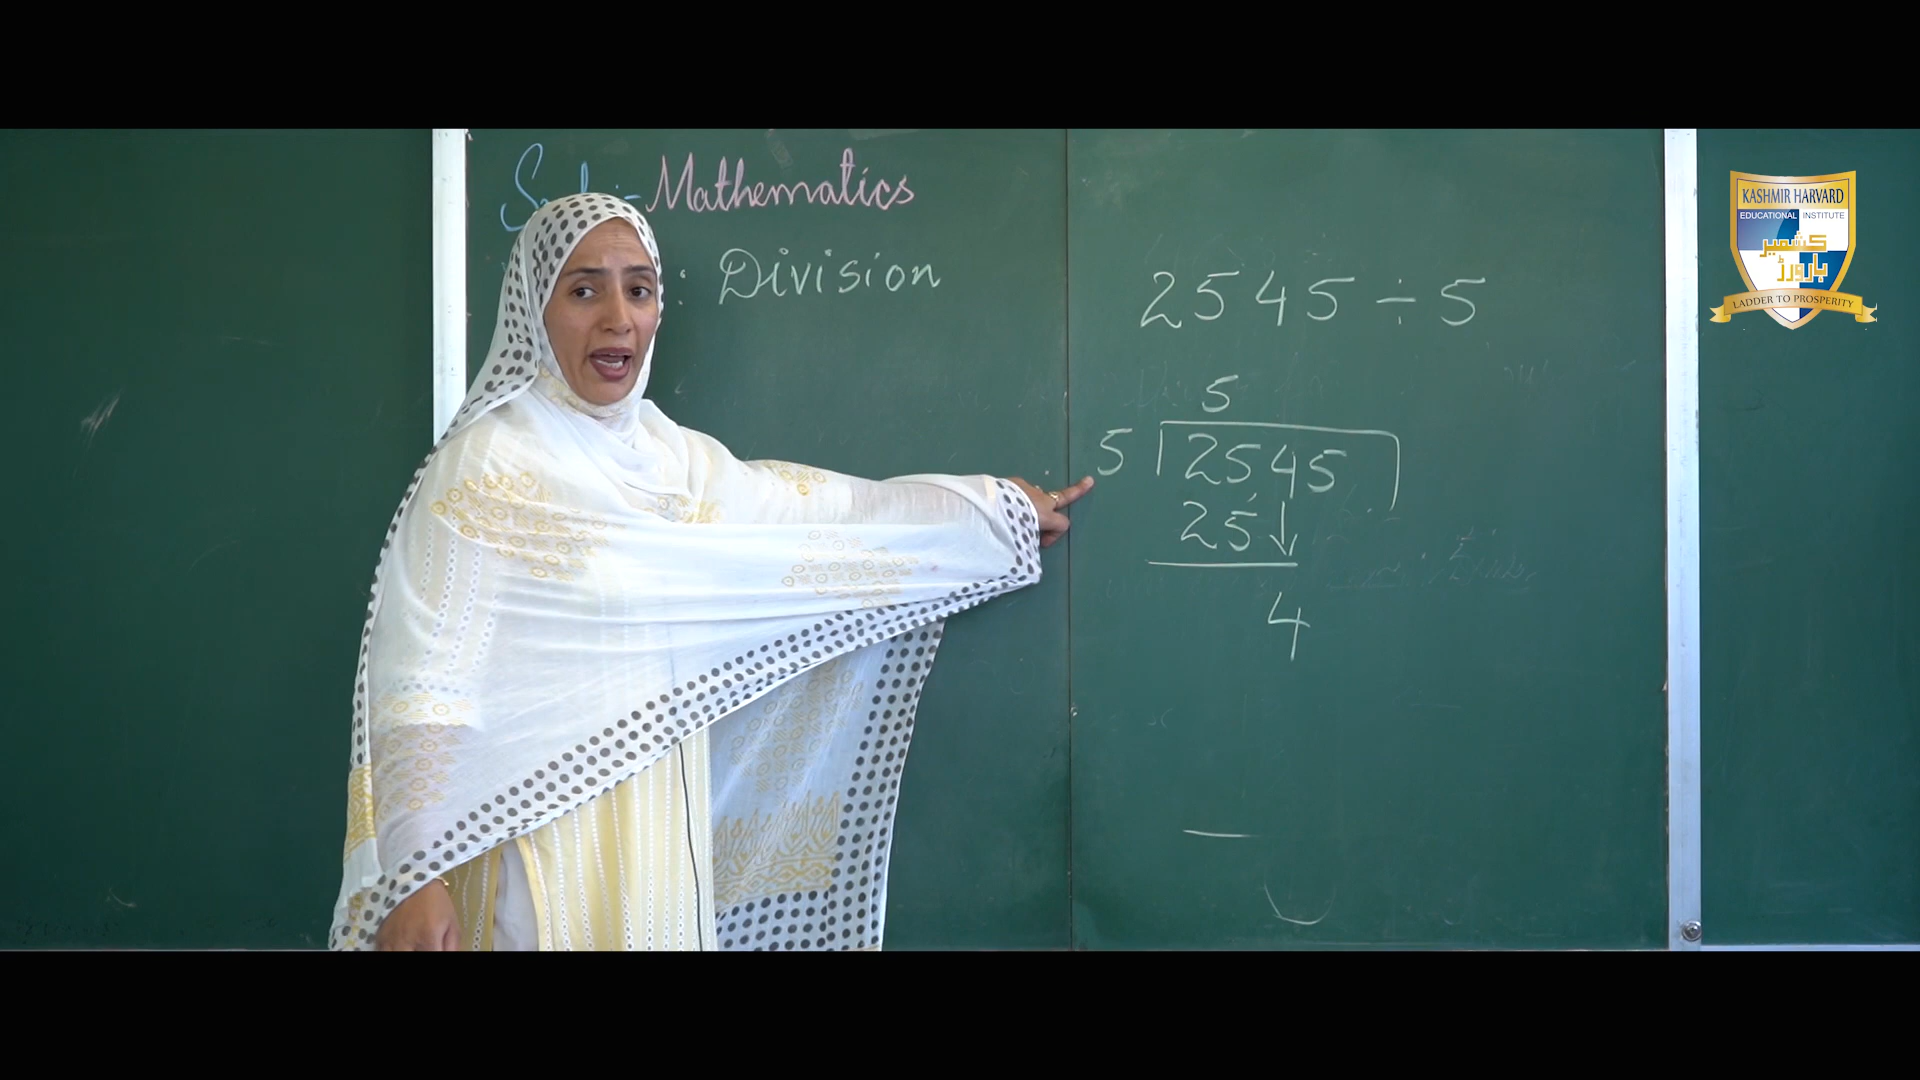 Mathematics
: Division
2545 ÷ 5
5
5 2545
25
4
KASHMIR HARVARD
EDUCATIONAL INSTITUTE
کشمیر
ہارورڈ
LADDER TO PROSPERITY